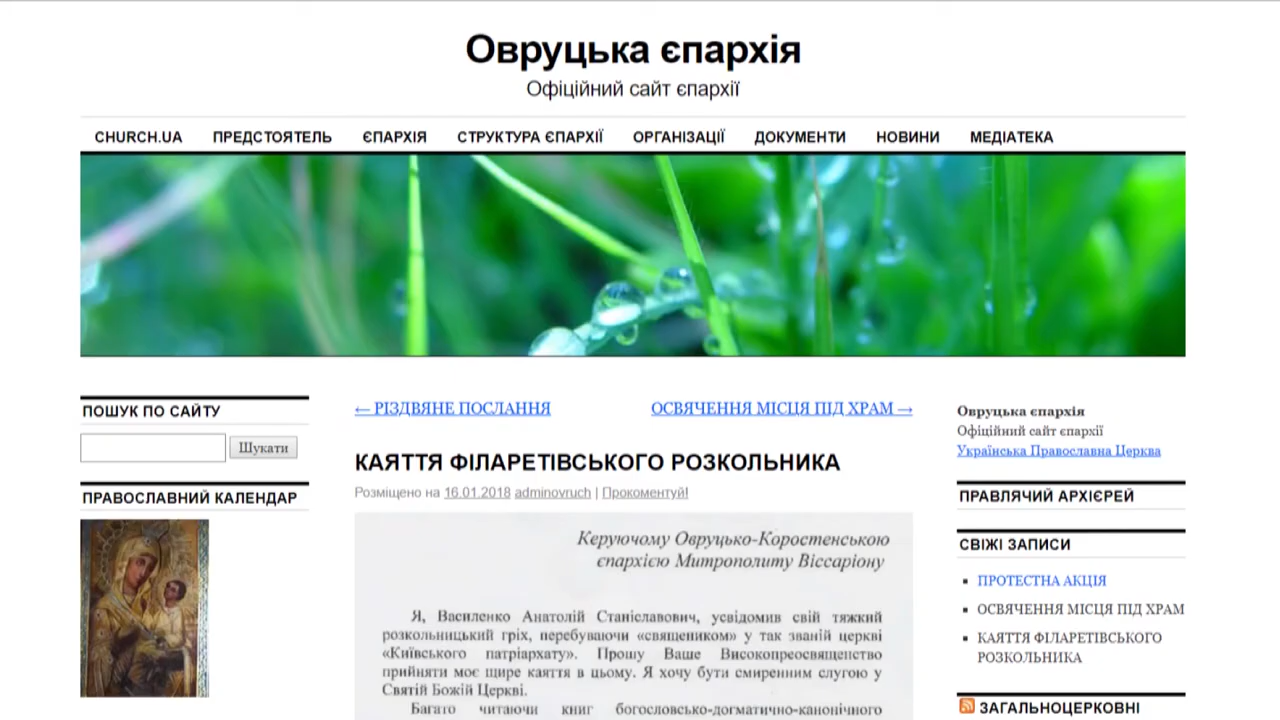 Овруцька єпархія
Офіційний сайт єпархії
CHURCH.UA ПРЕДСТОЯТЕЛЬ ЄПАРХІЯ СТРУКТУРА ЄПАРХІЇ ОРГАНІЗАЦІЇ ДОКУМЕНТИ НОВИНИ МЕДІАТЕКА
ПОШУК ПО САЙТУ
Шукати
ПРАВОСЛАВНИЙ КАЛЕНДАР
← РІЗДВЯНЕ ПОСЛАННЯ
ОСВЯЧЕННЯ МІСЦЯ ПІД ХРАМ →
КАЯТТЯ ФІЛАРЕТІВСЬКОГО РОЗКОЛЬНИКА
Розміщено на 16.01.2018 adminovruch | Прокоментуй!
Керуючому Овруцько-Коростенською
єпархією Митрополиту Віссаріону
Я, Василенко Анатолій Станіславович, усвідомив свій тяжкий
розкольницький гріх, перебуваючи «священиком» у так званій церкві
«Київського патріархату». Прошу Ваше Високопреосвященство
прийняти моє щире каяття в цьому. Я хочу бути смиренним слугою у
Святій Божій Церкві.
Багато читаючи книг богословсько-догматично-канонічного
Овруцька єпархія
Офіційний сайт єпархії
Українська Православна Церква
ПРАВЛЯЧИЙ АРХІЄРЕЙ
СВІЖІ ЗАПИСИ
ПРОТЕСТНА АКЦІЯ
ОСВЯЧЕННЯ МІСЦЯ ПІД ХРАМ
КАЯТТЯ ФІЛАРЕТІВСЬКОГО
РОЗКОЛЬНИКА
ЗАГАЛЬНОЦЕРКОВНІ